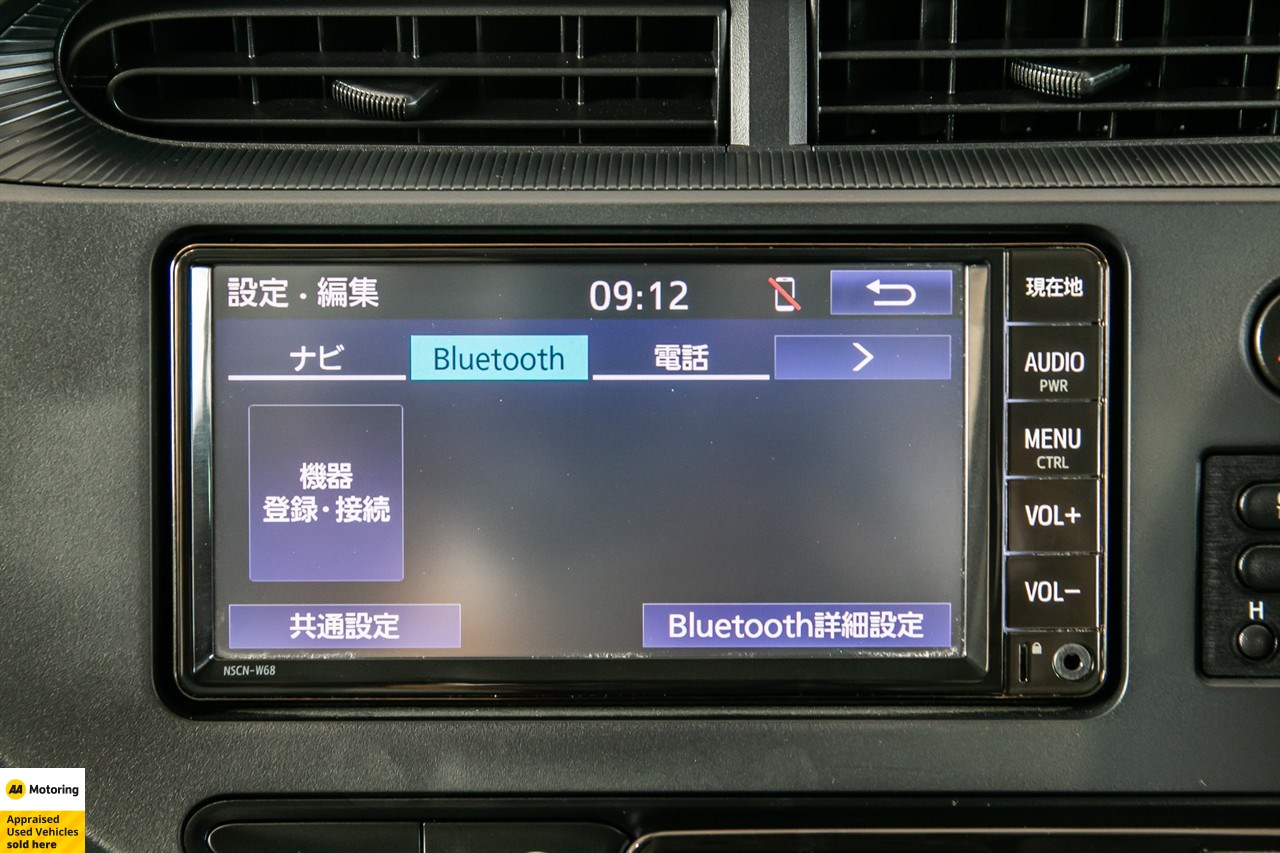 設定・編集
09:12
現在地
ナビ
Bluetooth
電話
AUDIO
PWR
MENU
CTRL
機器
登録・接続
VOL+
VOL-
共通設定
Bluetooth詳細設定
NSCN-W68
H
AA Motoring
Appraised
Used Vehicles
sold here